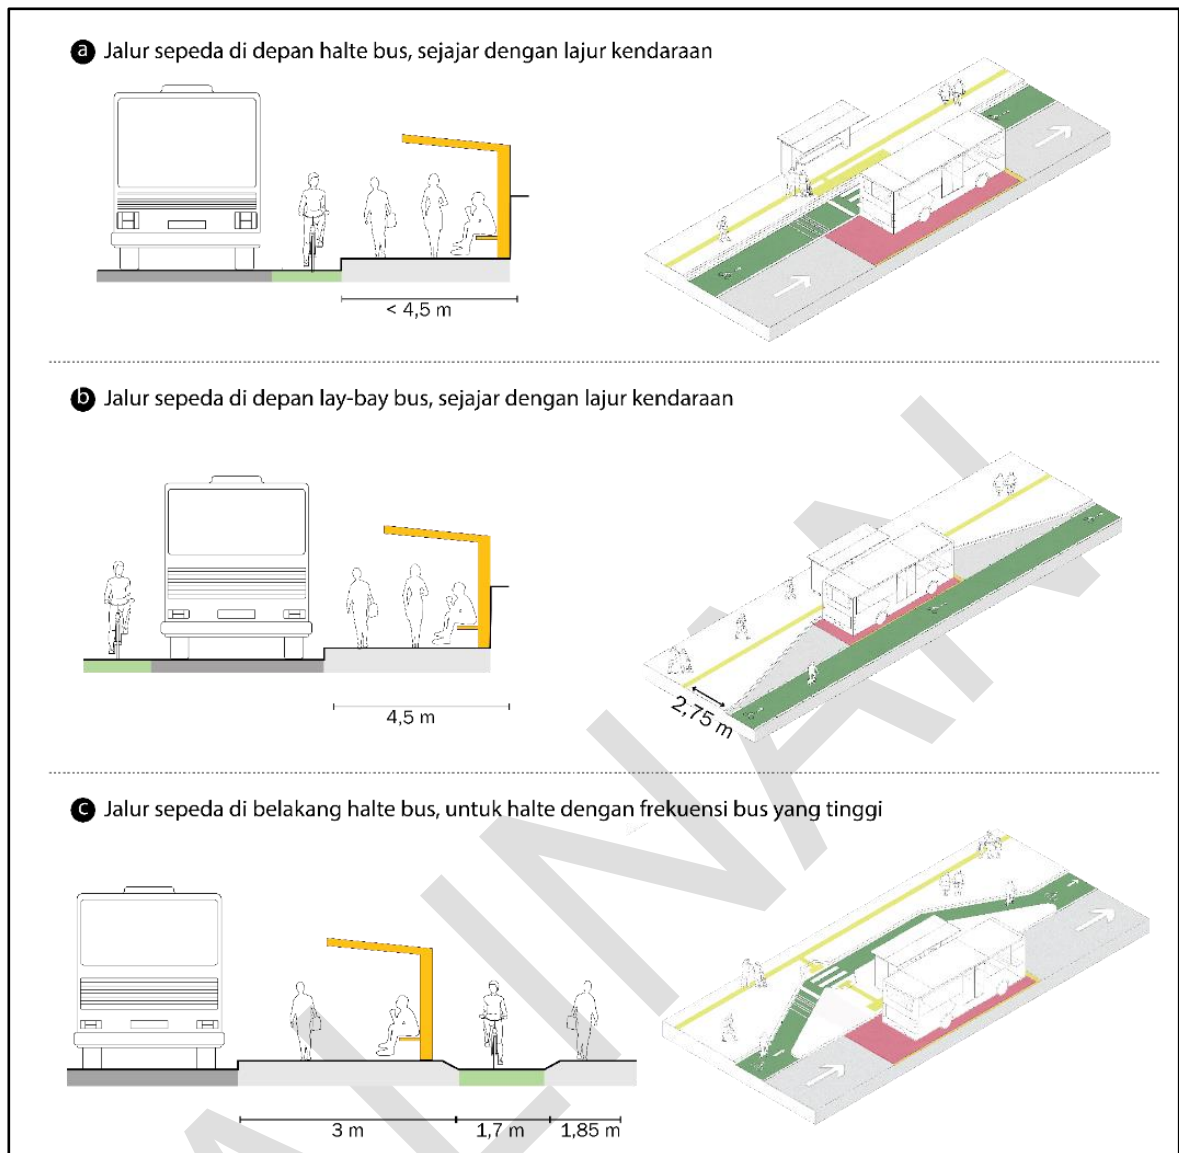 a Jalur sepeda di depan halte bus, sejajar dengan lajur kendaraan
< 4,5 m
b Jalur sepeda di depan lay-bay bus, sejajar dengan lajur kendaraan
4,5 m
2,75 m
c Jalur sepeda di belakang halte bus, untuk halte dengan frekuensi bus yang tinggi
3 m
1,7 m
1,85 m
ALINAN